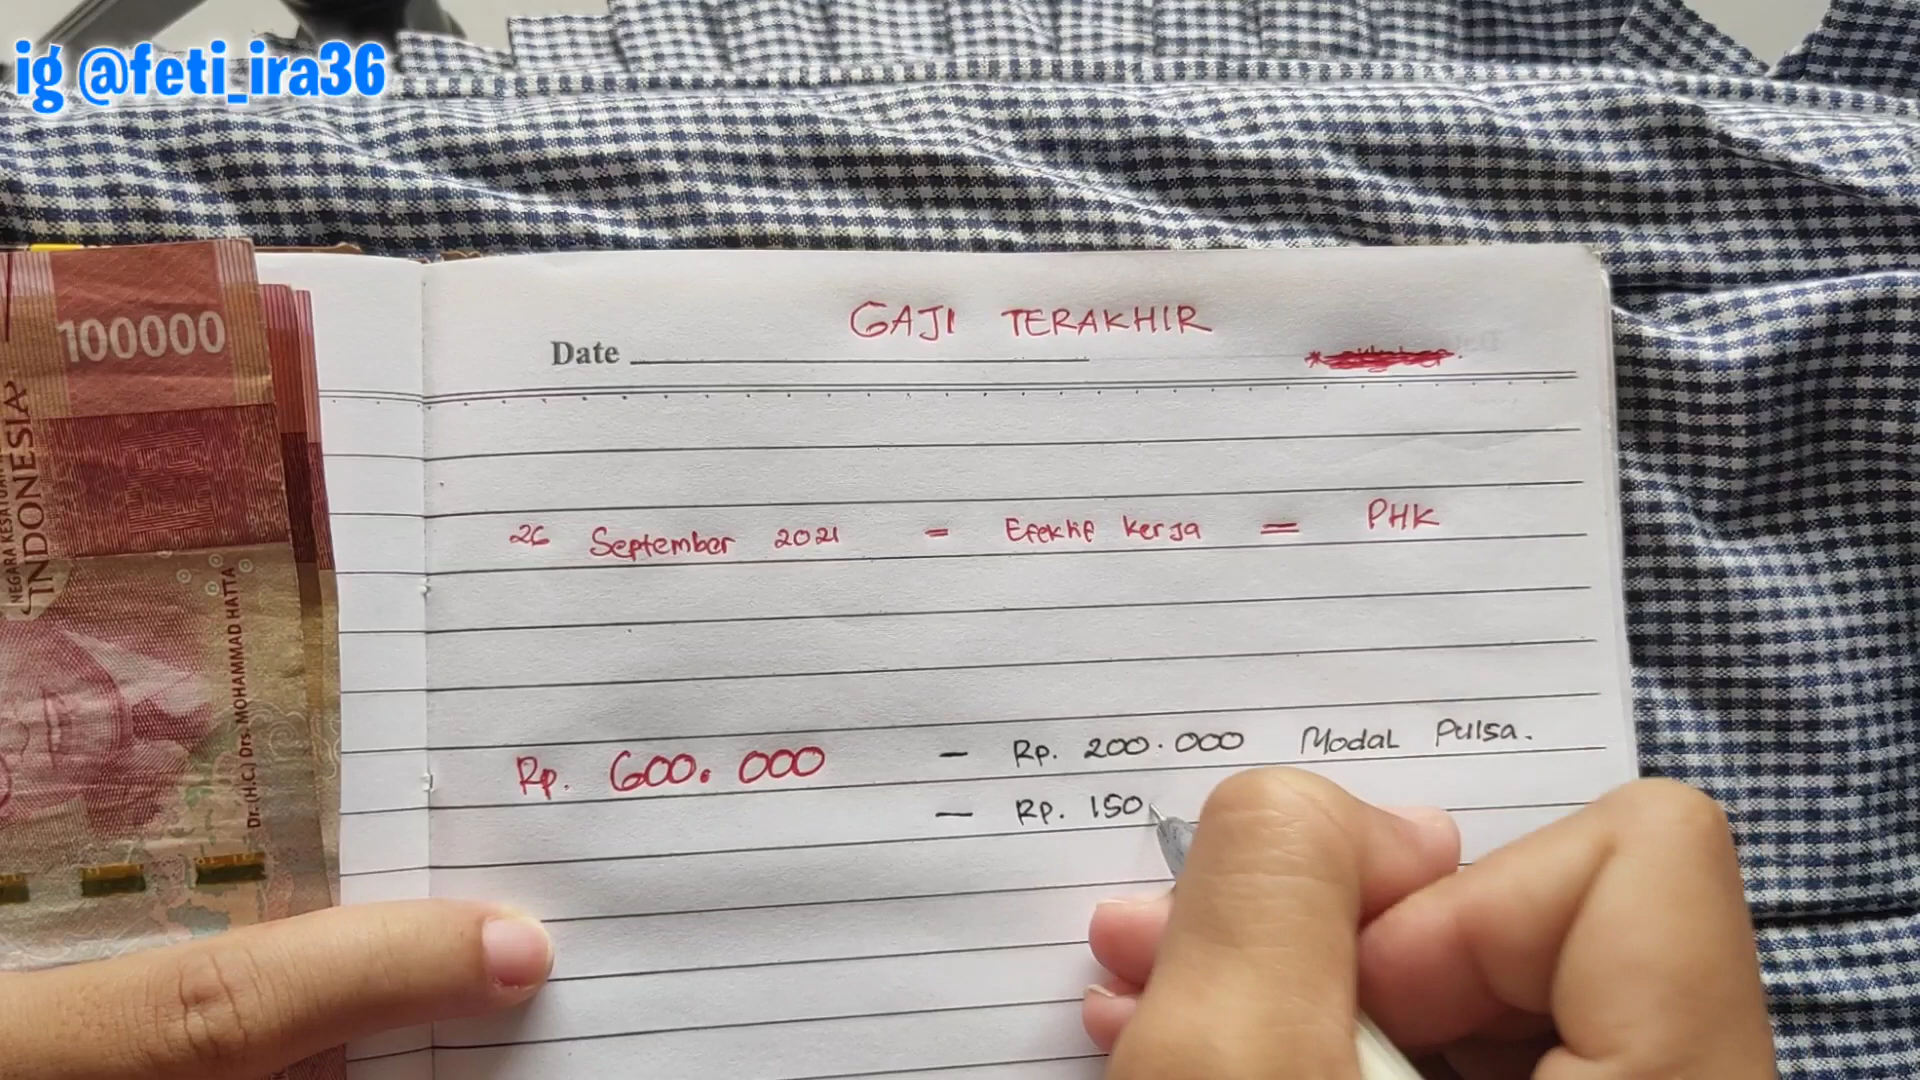 ig @feti_ira36
100000
NEGARA KESATUAN
INDONESIA
Dr. (H.C.) Drs. MOHAMMAD HATTA
GAJI TERAKHIR
Date
26 September 2021 - Efektif kerja = PHK
Rp. 600.000 - Rp. 200.000 Modal Pulsa.
- Rp. 150.